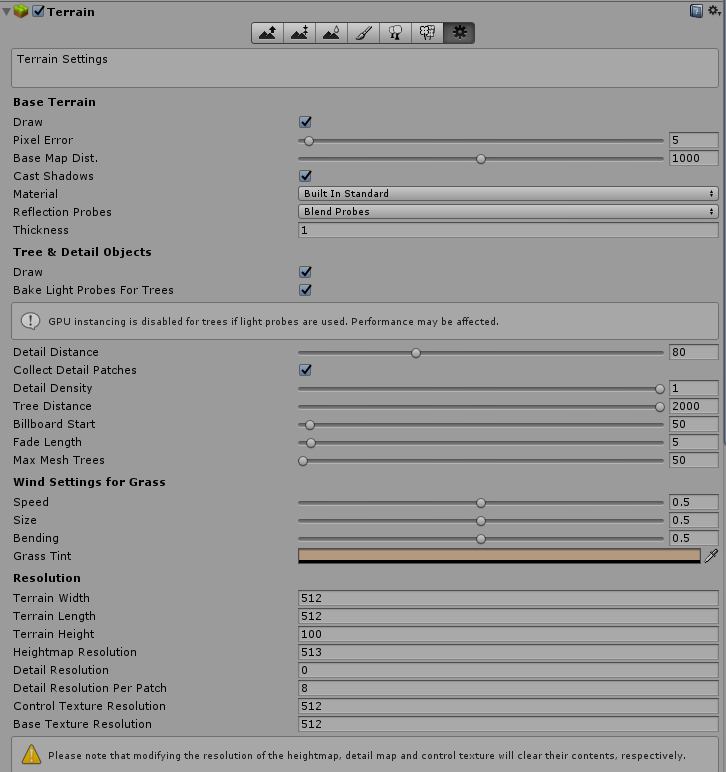 Terrain
Terrain Settings
Base Terrain
Draw
Pixel Error 5
Base Map Dist. 1000
Cast Shadows
Material Built In Standard
Reflection Probes Blend Probes
Thickness 1
Tree & Detail Objects
Draw
Bake Light Probes For Trees
GPU instancing is disabled for trees if light probes are used. Performance may be affected.
Detail Distance 80
Collect Detail Patches
Detail Density 1
Tree Distance 2000
Billboard Start 50
Fade Length 5
Max Mesh Trees 50
Wind Settings for Grass
Speed 0.5
Size 0.5
Bending 0.5
Grass Tint
Resolution
Terrain Width 512
Terrain Length 512
Terrain Height 100
Heightmap Resolution 513
Detail Resolution 0
Detail Resolution Per Patch 8
Control Texture Resolution 512
Base Texture Resolution 512
Please note that modifying the resolution of the heightmap, detail map and control texture will clear their contents, respectively.